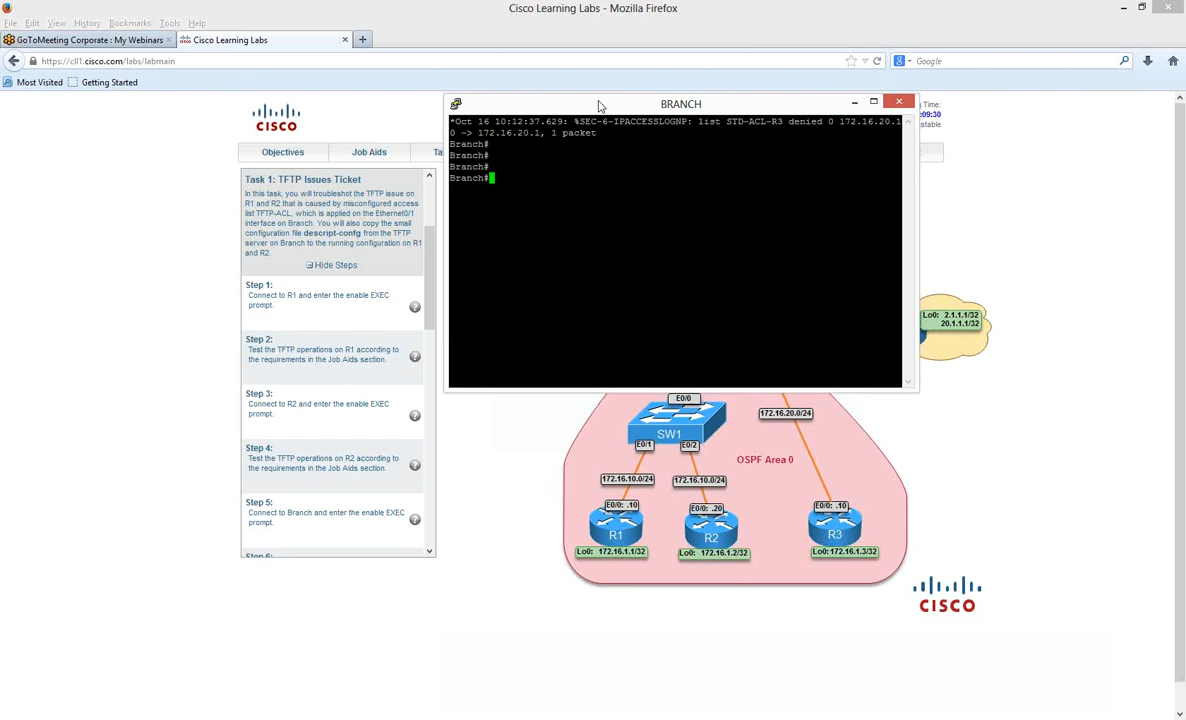 Cisco Learning Labs - Mozilla Firefox
File Edit View History Bookmarks Tools Help
GoToMeeting Corporate : My Webinars
Cisco Learning Labs
https://cll1.cisco.com/labs/labmain
Google
Most Visited
Getting Started
CISCO
Objectives
Job Aids
Ta
Time:
:09:30
stable
Task 1: TFTP Issues Ticket
In this task, you will troubleshot the TFTP issue on
R1 and R2 that is caused by misconfigured access
list TFTP-ACL, which is applied on the Ethernet0/1
interface on Branch. You will also copy the small
configuration file descript-confg from the TFTP
server on Branch to the running configuration on R1
and R2.
Hide Steps
Step 1:
Connect to R1 and enter the enable EXEC
prompt.
Step 2:
Test the TFTP operations on R1 according to
the requirements in the Job Aids section.
Step 3:
Connect to R2 and enter the enable EXEC
prompt.
Step 4:
Test the TFTP operations on R2 according to
the requirements in the Job Aids section.
Step 5:
Connect to Branch and enter the enable EXEC
prompt.
BRANCH
*Oct 16 10:12:37.629: %SEC-6-IPACCESSLOGNP: list STD-ACL-R3 denied 0 172.16.20.1
0 -> 172.16.20.1, 1 packet
Branch#
Branch#
Branch#
Branch#
Lo0: 2.1.1.1/32
20.1.1.1/32
E0/0
172.16.20.0/24
SW1
E0/1
E0/2
OSPF Area 0
172.16.10.0/24
172.16.10.0/24
E0/0: .10
E0/0: .20
E0/0: .10
R1
R2
R3
Lo0: 172.16.1.1/32
Lo0: 172.16.1.2/32
Lo0:172.16.1.3/32
CISCO